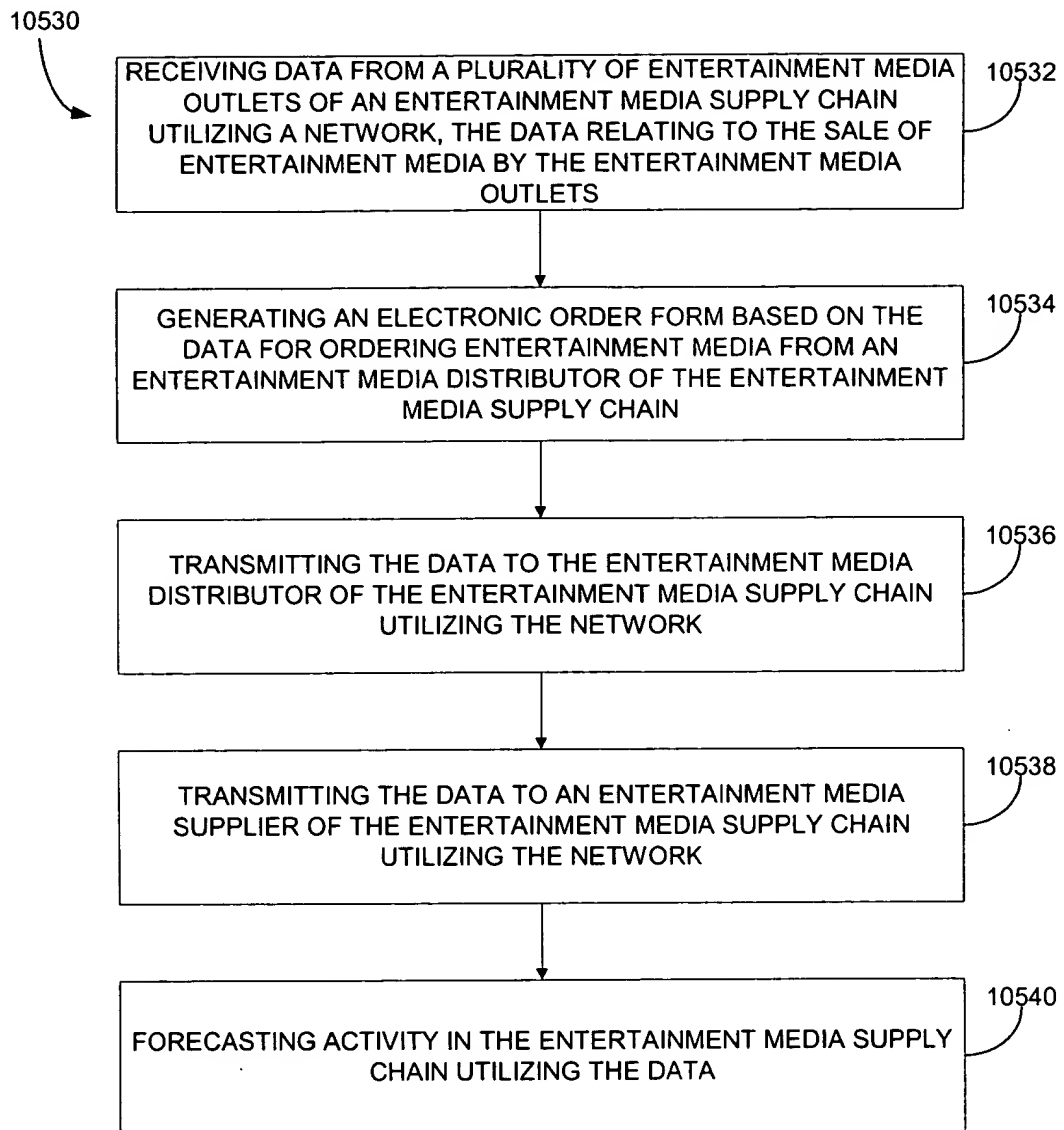 10530
RECEIVING DATA FROM A PLURALITY OF ENTERTAINMENT MEDIA
OUTLETS OF AN ENTERTAINMENT MEDIA SUPPLY CHAIN
UTILIZING A NETWORK, THE DATA RELATING TO THE SALE OF
ENTERTAINMENT MEDIA BY THE ENTERTAINMENT MEDIA
OUTLETS
10532
GENERATING AN ELECTRONIC ORDER FORM BASED ON THE
DATA FOR ORDERING ENTERTAINMENT MEDIA FROM AN
ENTERTAINMENT MEDIA DISTRIBUTOR OF THE ENTERTAINMENT
MEDIA SUPPLY CHAIN
10534
TRANSMITTING THE DATA TO THE ENTERTAINMENT MEDIA
DISTRIBUTOR OF THE ENTERTAINMENT MEDIA SUPPLY CHAIN
UTILIZING THE NETWORK
10536
TRANSMITTING THE DATA TO AN ENTERTAINMENT MEDIA
SUPPLIER OF THE ENTERTAINMENT MEDIA SUPPLY CHAIN
UTILIZING THE NETWORK
10538
FORECASTING ACTIVITY IN THE ENTERTAINMENT MEDIA SUPPLY
CHAIN UTILIZING THE DATA
10540